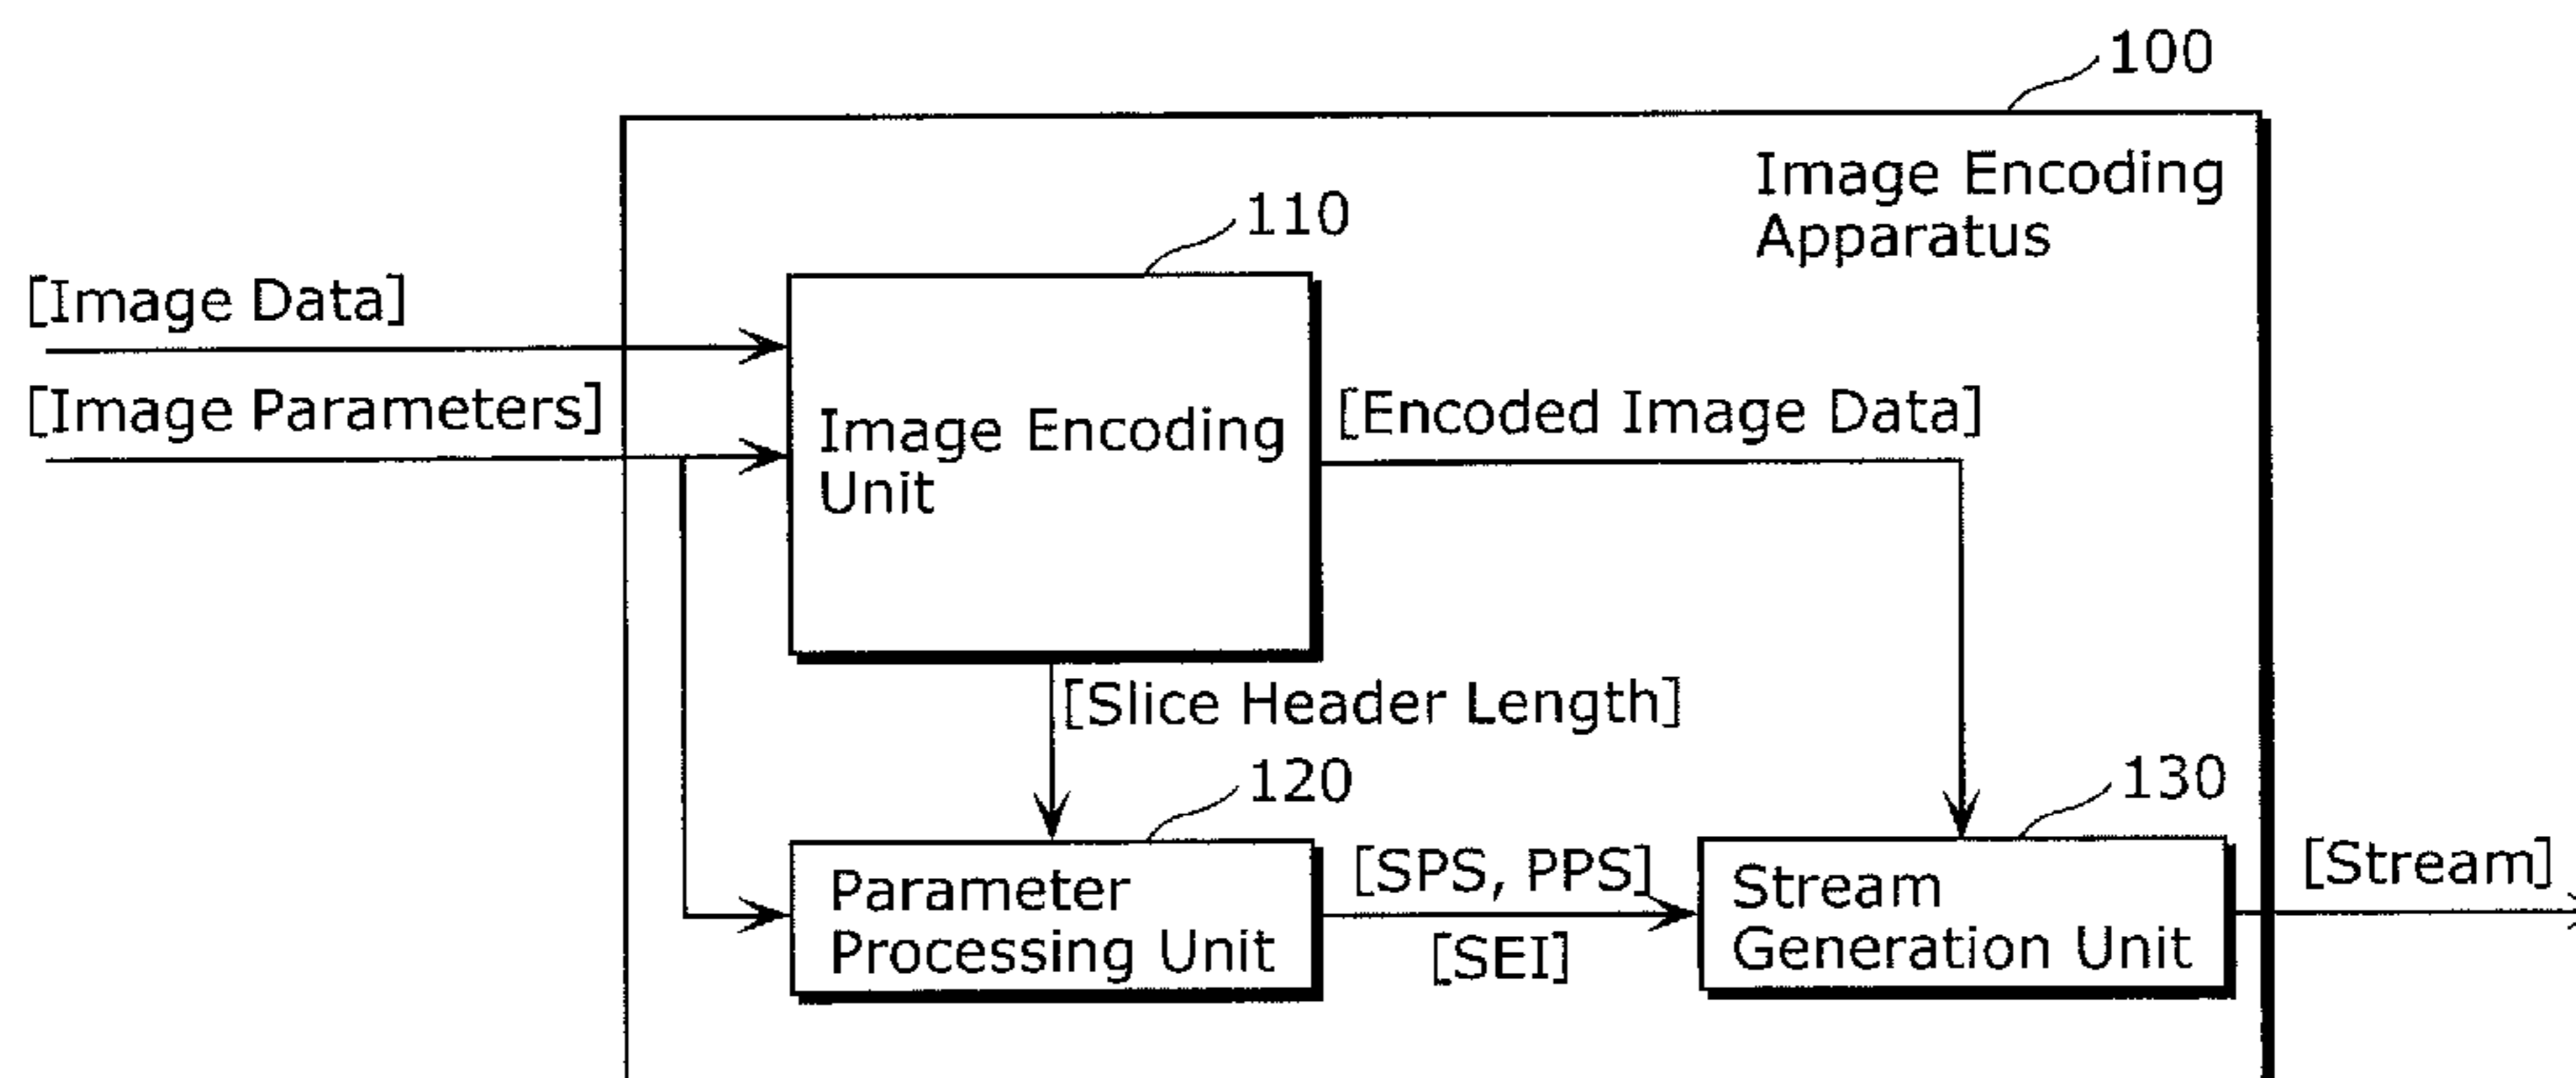 100
Image Encoding
Apparatus
110
[Image Data]
[Image Parameters]
Image Encoding
Unit
[Encoded Image Data]
[Slice Header Length]
120
130
Parameter
Processing Unit
[SPS, PPS]
[SEI]
Stream
Generation Unit
[Stream]